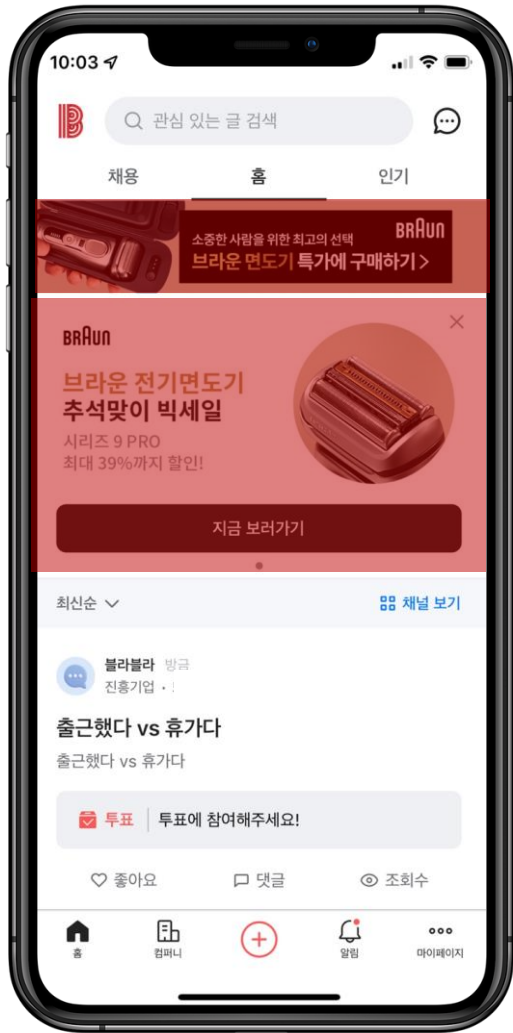 10:03
관심 있는 글 검색
채용 홈 인기
소중한 사람을 위한 최고의 선택 BRAUN
브라운 면도기 특가에 구매하기 >
BRAUN
브라운 전기면도기
추석맞이 빅세일
시리즈 9 PRO
최대 39%까지 할인!
지금 보러가기
최신순 채널 보기
블라블라 방금
진흥기업 ·
출근했다 vs 휴가다
출근했다 vs 휴가다
투표 투표에 참여해주세요!
좋아요 댓글 조회수
홈 컴퍼니 알림 마이페이지